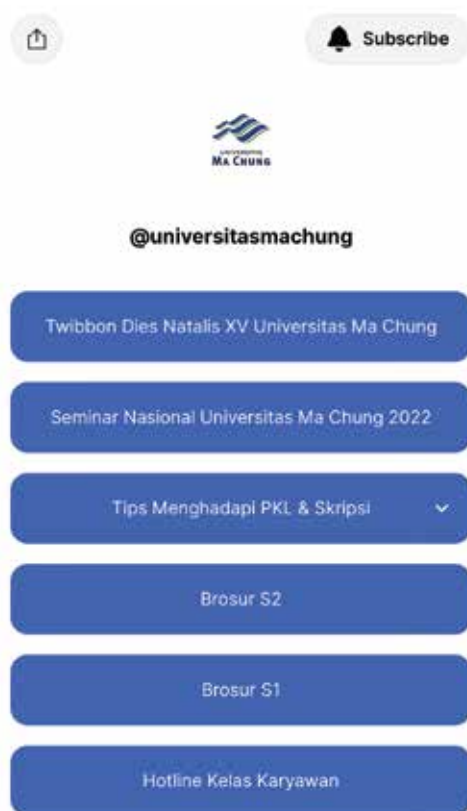 Subscribe
UNIVERSITAS
MA CHUNG
@universitasmachung
Twibbon Dies Natalis XV Universitas Ma Chung
Seminar Nasional Universitas Ma Chung 2022
Tips Menghadapi PKL & Skripsi
Brosur S2
Brosur S1
Hotline Kelas Karyawan